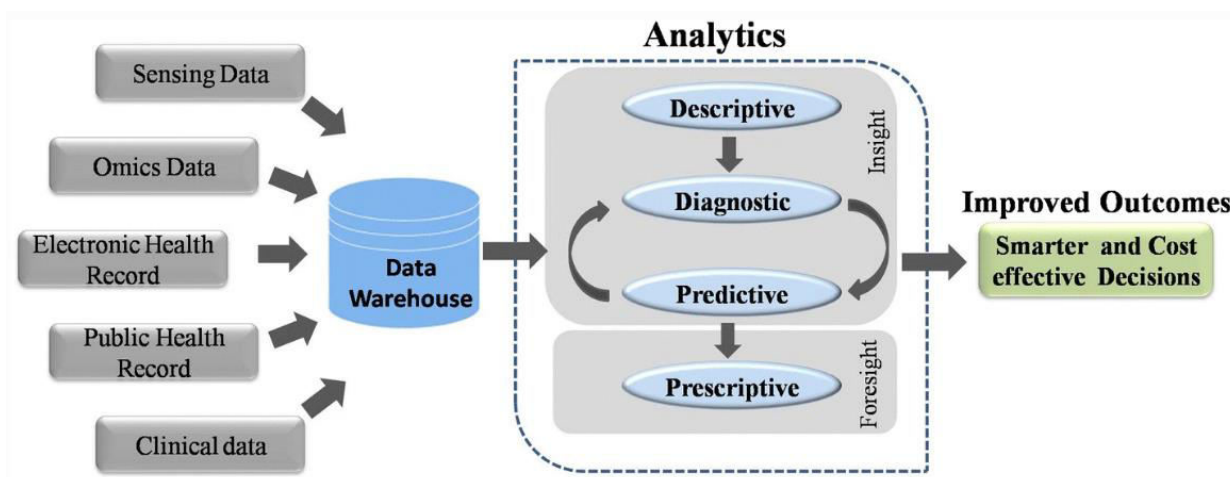 Analytics
Sensing Data
Omics Data
Electronic Health
Record
Public Health
Record
Clinical data
Data
Warehouse
Descriptive
Diagnostic
Predictive
Insight
Prescriptive
Foresight
Improved Outcomes
Smarter and Cost
effective Decisions